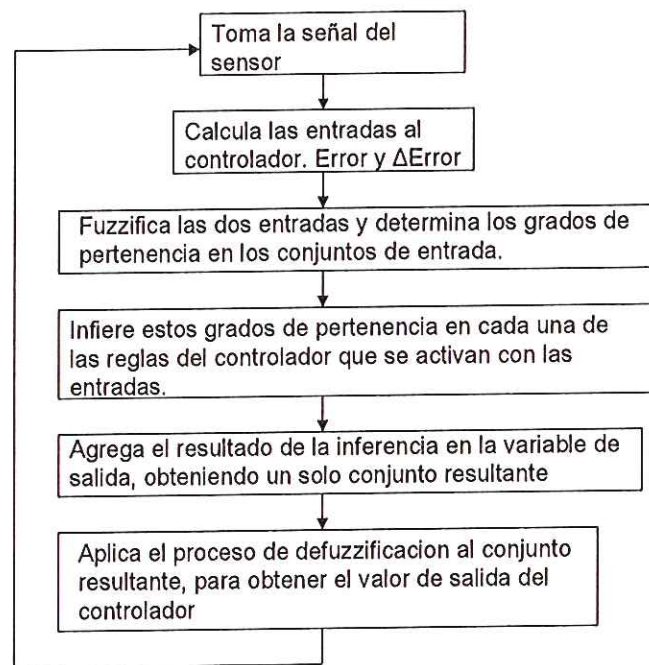 Toma la señal del
sensor
Calcula las entradas al
controlador. Error y ΔError
Fuzzifica las dos entradas y determina los grados de
pertenencia en los conjuntos de entrada.
Infiere estos grados de pertenencia en cada una de
las reglas del controlador que se activan con las
entradas.
Agrega el resultado de la inferencia en la variable de
salida, obteniendo un solo conjunto resultante
Aplica el proceso de defuzzificacion al conjunto
resultante, para obtener el valor de salida del
controlador